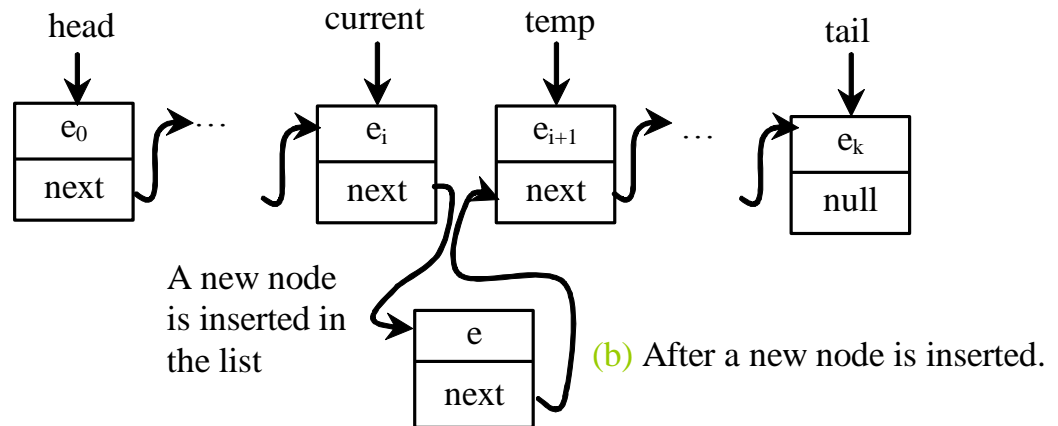 head current temp tail
e₀ … eᵢ eᵢ₊₁ … eₖ
next next next null
A new node
is inserted in
the list
e
(b) After a new node is inserted.
next